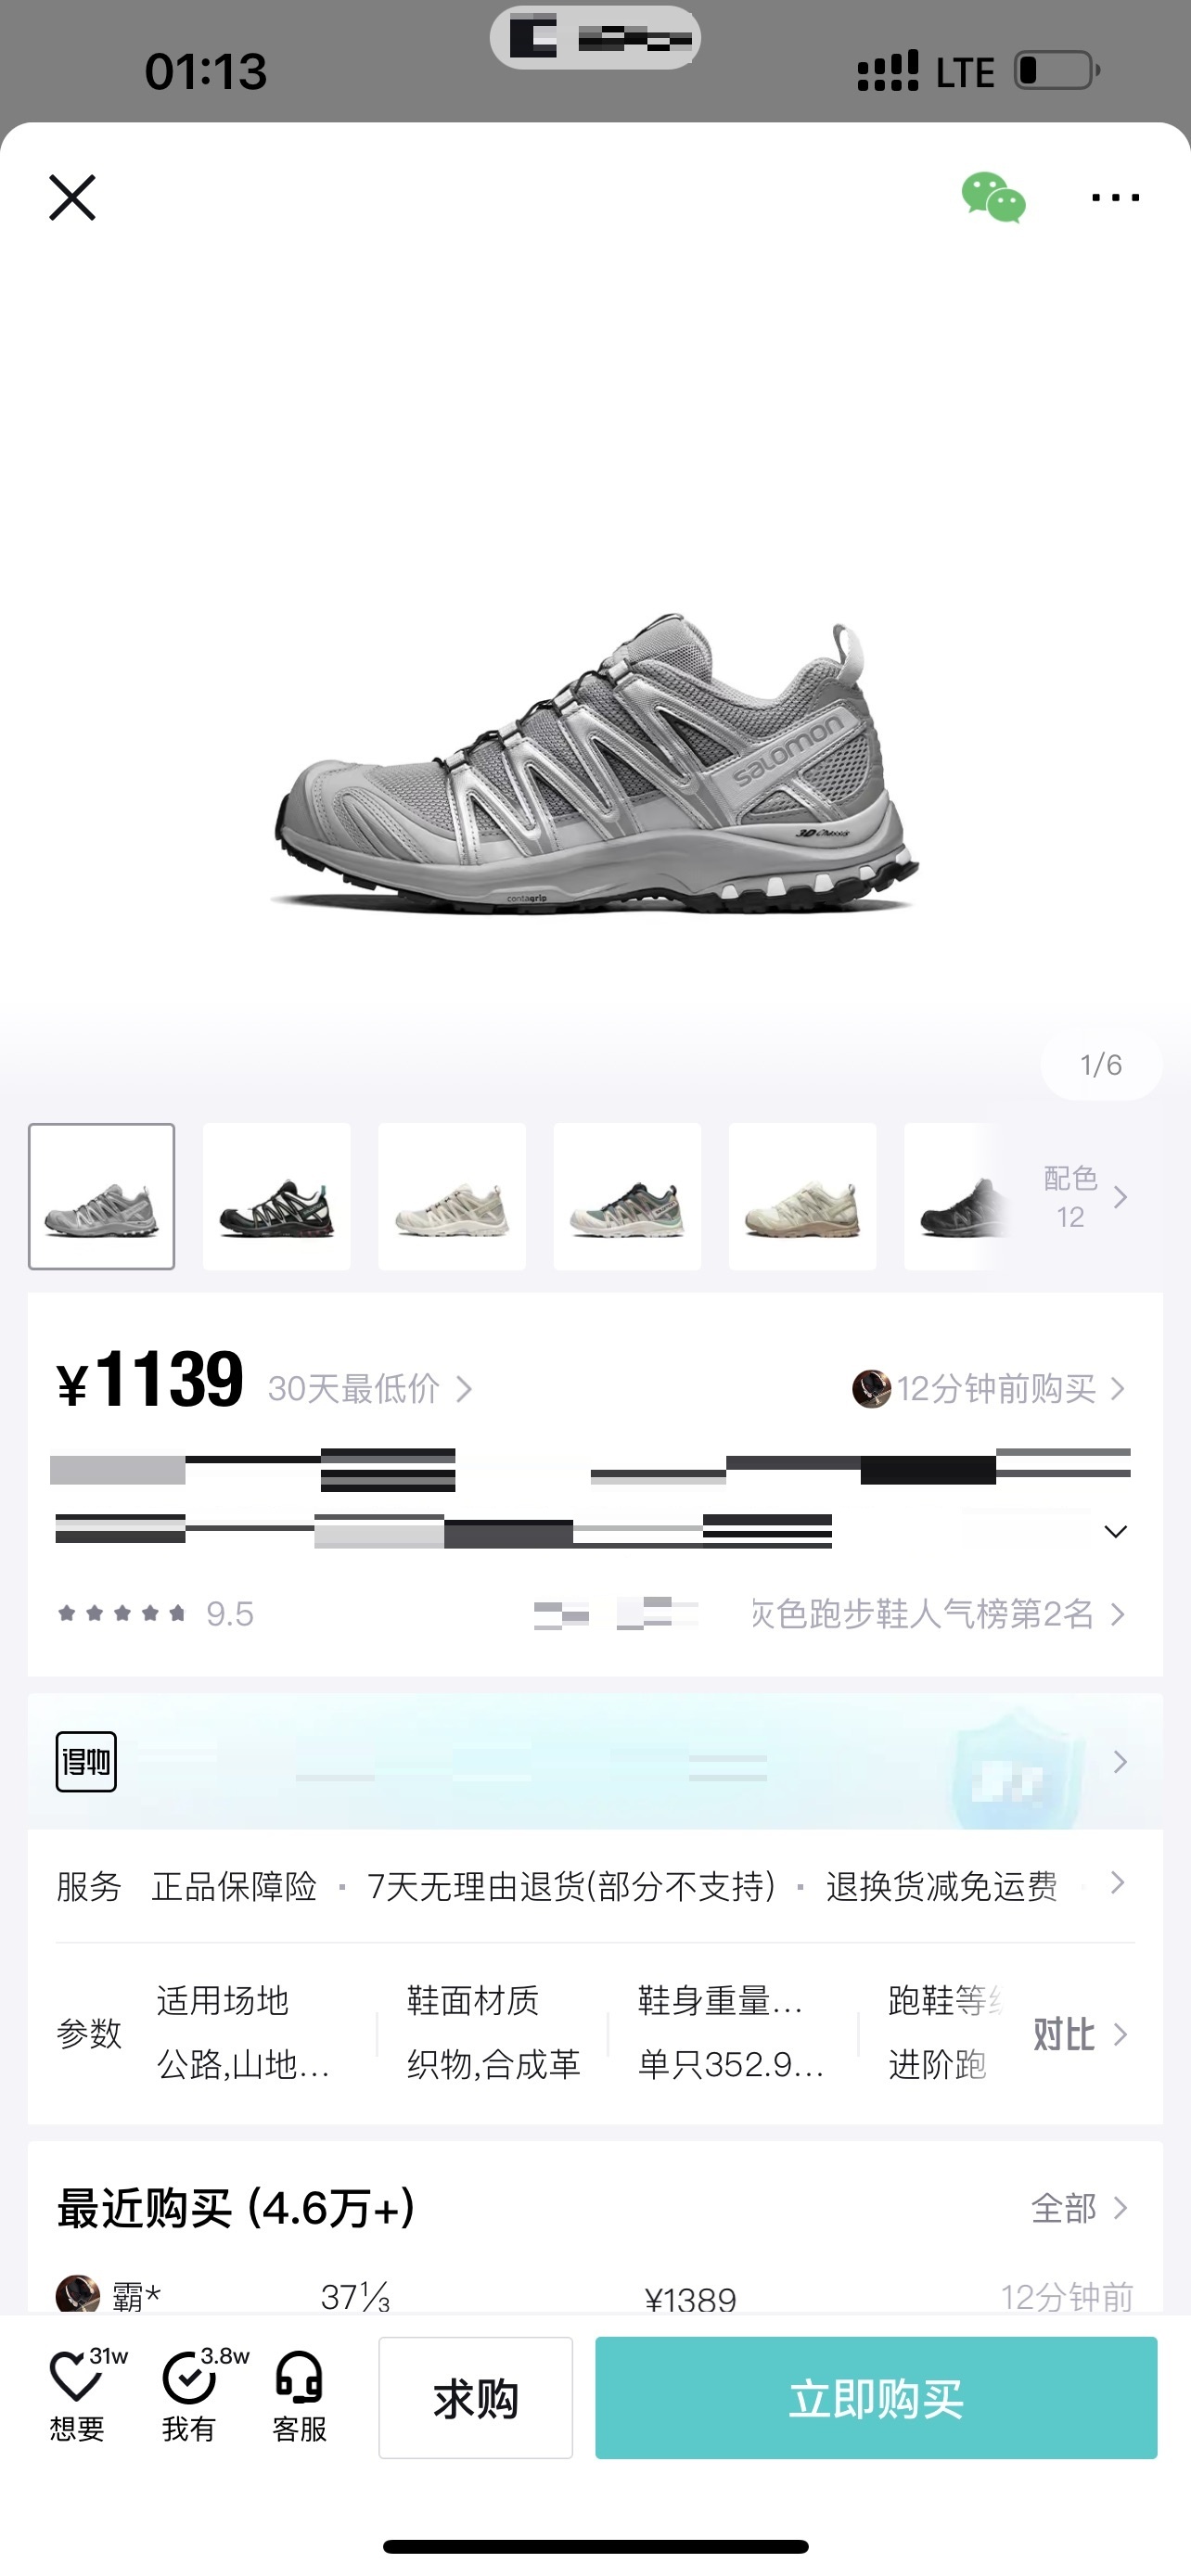 01:13 LTE
salomon
3D Chassis
contagrip
1/6
配色
12
¥1139 30天最低价 12分钟前购买
9.5 灰色跑步鞋人气榜第2名
得物
服务 正品保障险 · 7天无理由退货(部分不支持) · 退换货减免运费
适用场地 鞋面材质 鞋身重量... 跑鞋等
参数 对比
公路,山地... 织物,合成革 单只352.9... 进阶跑
最近购买 (4.6万+) 全部
霸* 37⅓ ¥1389 12分钟前
31w 3.8w
想要 我有 客服 求购 立即购买